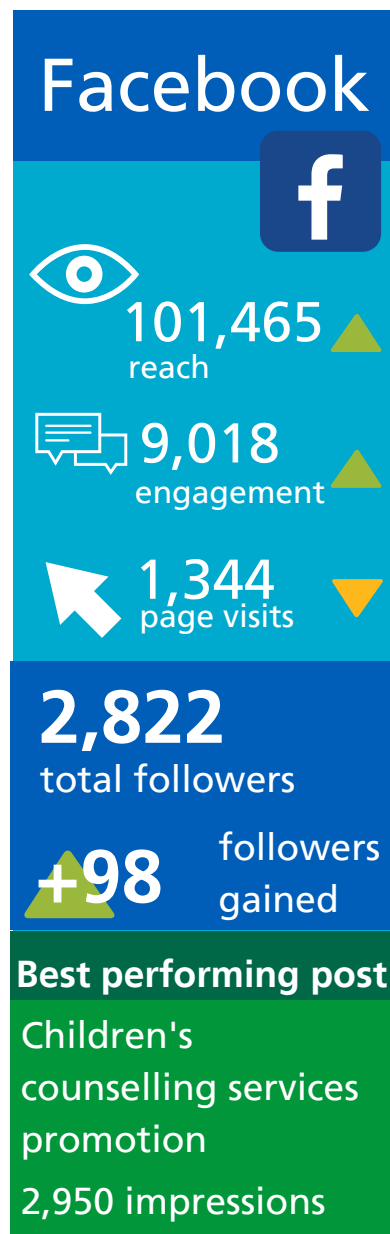 Facebook
f
101,465
reach
9,018
engagement
1,344
page visits
2,822
total followers
+98
followers
gained
Best performing post
Children's
counselling services
promotion
2,950 impressions